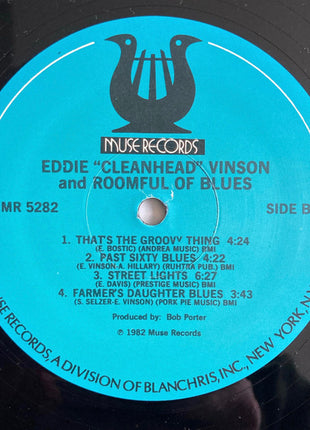 MUSE RECORDS
EDDIE "CLEANHEAD" VINSON
and ROOMFUL OF BLUES
MR 5282
SIDE B
1. THAT'S THE GROOVY THING 4:24
(E. BOSTIC) (ANDREA MUSIC) BMI
2. PAST SIXTY BLUES 4:22
(E. VINSON-A. HILLARY) (RUHTRA PUB.) BMI
3. STREET LIGHTS 6:27
(E. DAVIS) (PRESTIGE MUSIC) BMI
4. FARMER'S DAUGHTER BLUES 3:43
(S. SELZER-E. VINSON) (PORK PIE MUSIC) BMI
Produced by: Bob Porter
℗ 1982 Muse Records
MUSE RECORDS, A DIVISION OF BLANCHRIS, INC., NEW YORK, N